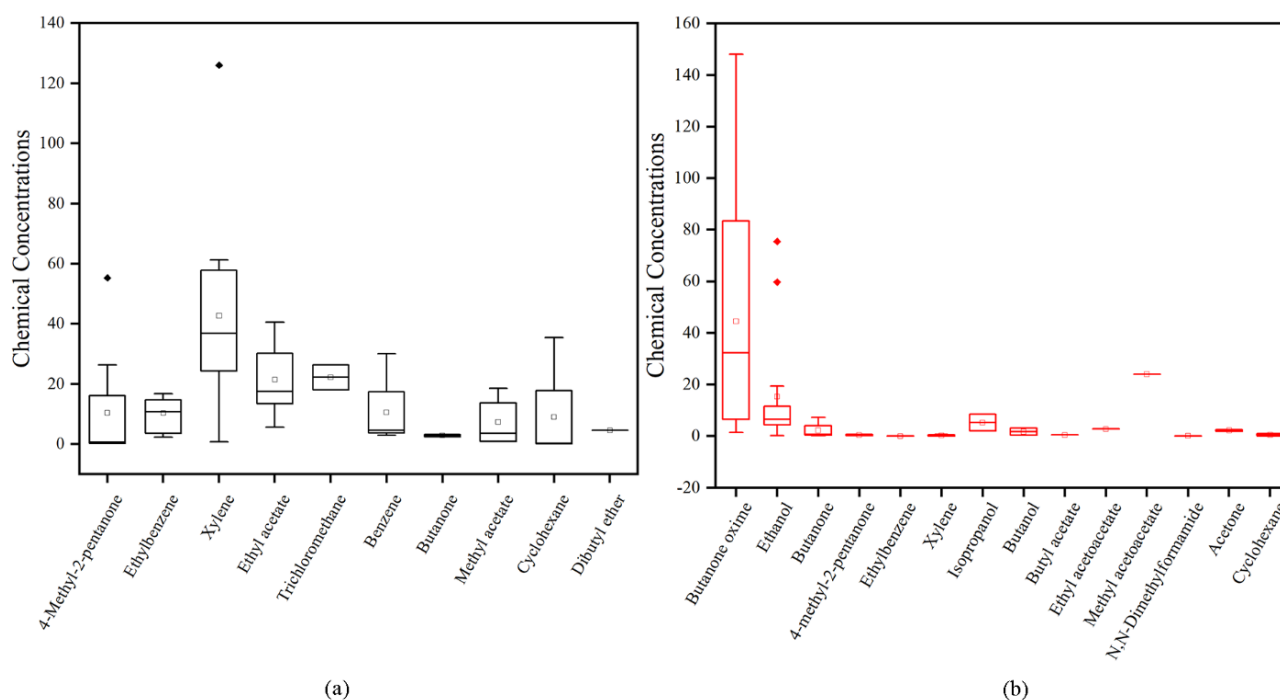 140
120
100
80
60
40
20
0
Chemical Concentrations
4-Methyl-2-pentanone
Ethylbenzene
Xylene
Ethyl acetate
Trichloromethane
Benzene
Butanone
Methyl acetate
Cyclohexane
Dibutyl ether
(a)
160
140
120
100
80
60
40
20
0
-20
Chemical Concentrations
Butanone oxime
Ethanol
Butanone
4-methyl-2-pentanone
Ethylbenzene
Xylene
Isopropanol
Butanol
Butyl acetate
Ethyl acetoacetate
Methyl acetoacetate
N,N-Dimethylformamide
Acetone
Cyclohexane
(b)